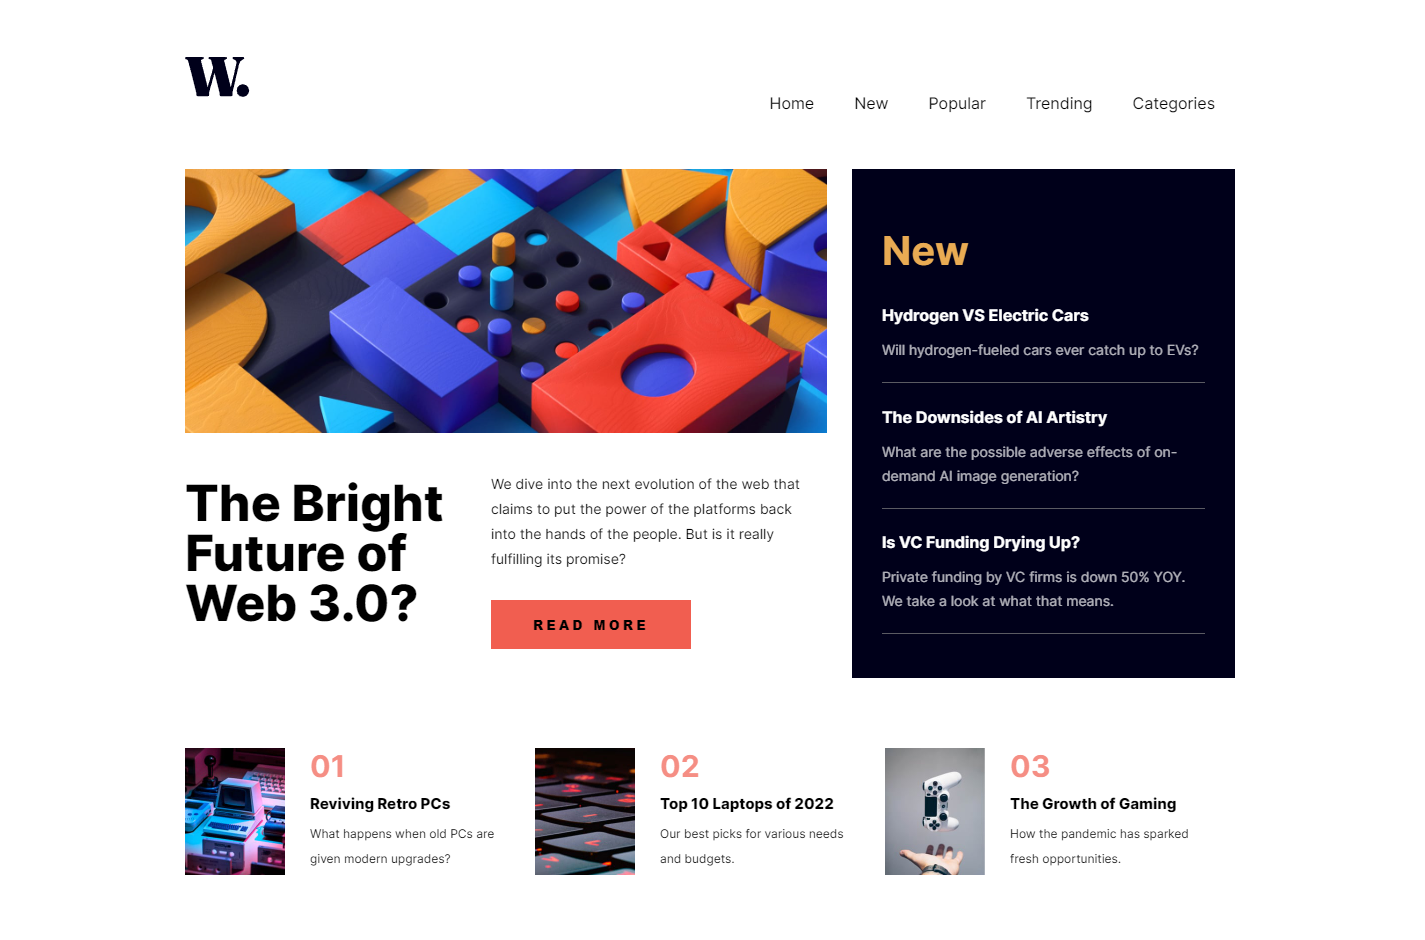 W.
Home New Popular Trending Categories
New
Hydrogen VS Electric Cars
Will hydrogen-fueled cars ever catch up to EVs?
The Downsides of AI Artistry
What are the possible adverse effects of on-
demand AI image generation?
Is VC Funding Drying Up?
Private funding by VC firms is down 50% YOY.
We take a look at what that means.
The Bright
Future of
Web 3.0?
We dive into the next evolution of the web that
claims to put the power of the platforms back
into the hands of the people. But is it really
fulfilling its promise?
READ MORE
01
Reviving Retro PCs
What happens when old PCs are
given modern upgrades?
02
Top 10 Laptops of 2022
Our best picks for various needs
and budgets.
03
The Growth of Gaming
How the pandemic has sparked
fresh opportunities.